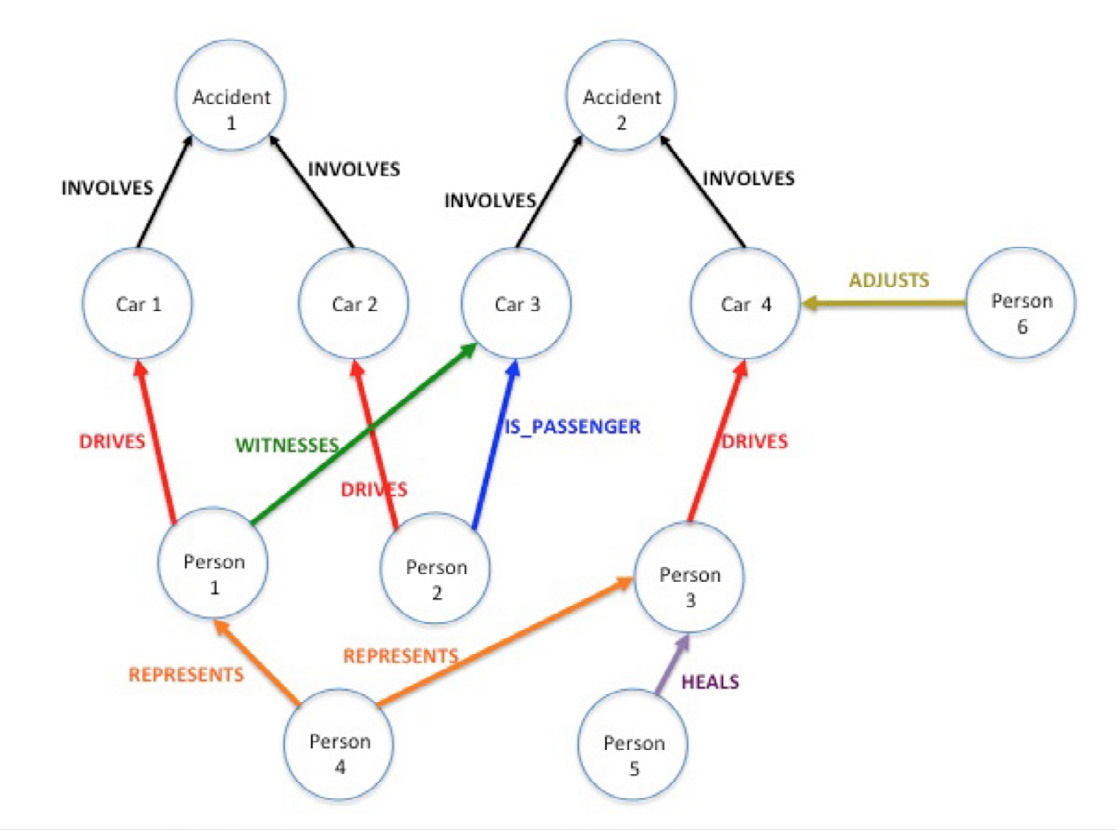 Accident
1
Accident
2
INVOLVES
INVOLVES
INVOLVES
INVOLVES
Car 1
Car 2
Car 3
Car 4
ADJUSTS
Person
6
DRIVES
WITNESSES
DRIVES
IS_PASSENGER
DRIVES
Person
1
Person
2
Person
3
REPRESENTS
REPRESENTS
HEALS
Person
4
Person
5